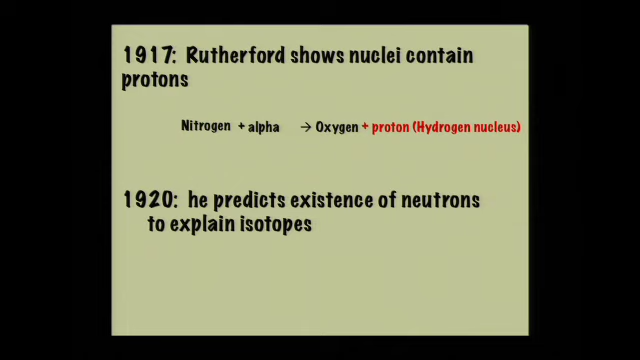 1917: Rutherford shows nuclei contain
protons
Nitrogen + alpha → Oxygen + proton (Hydrogen nucleus)
1920: he predicts existence of neutrons
to explain isotopes